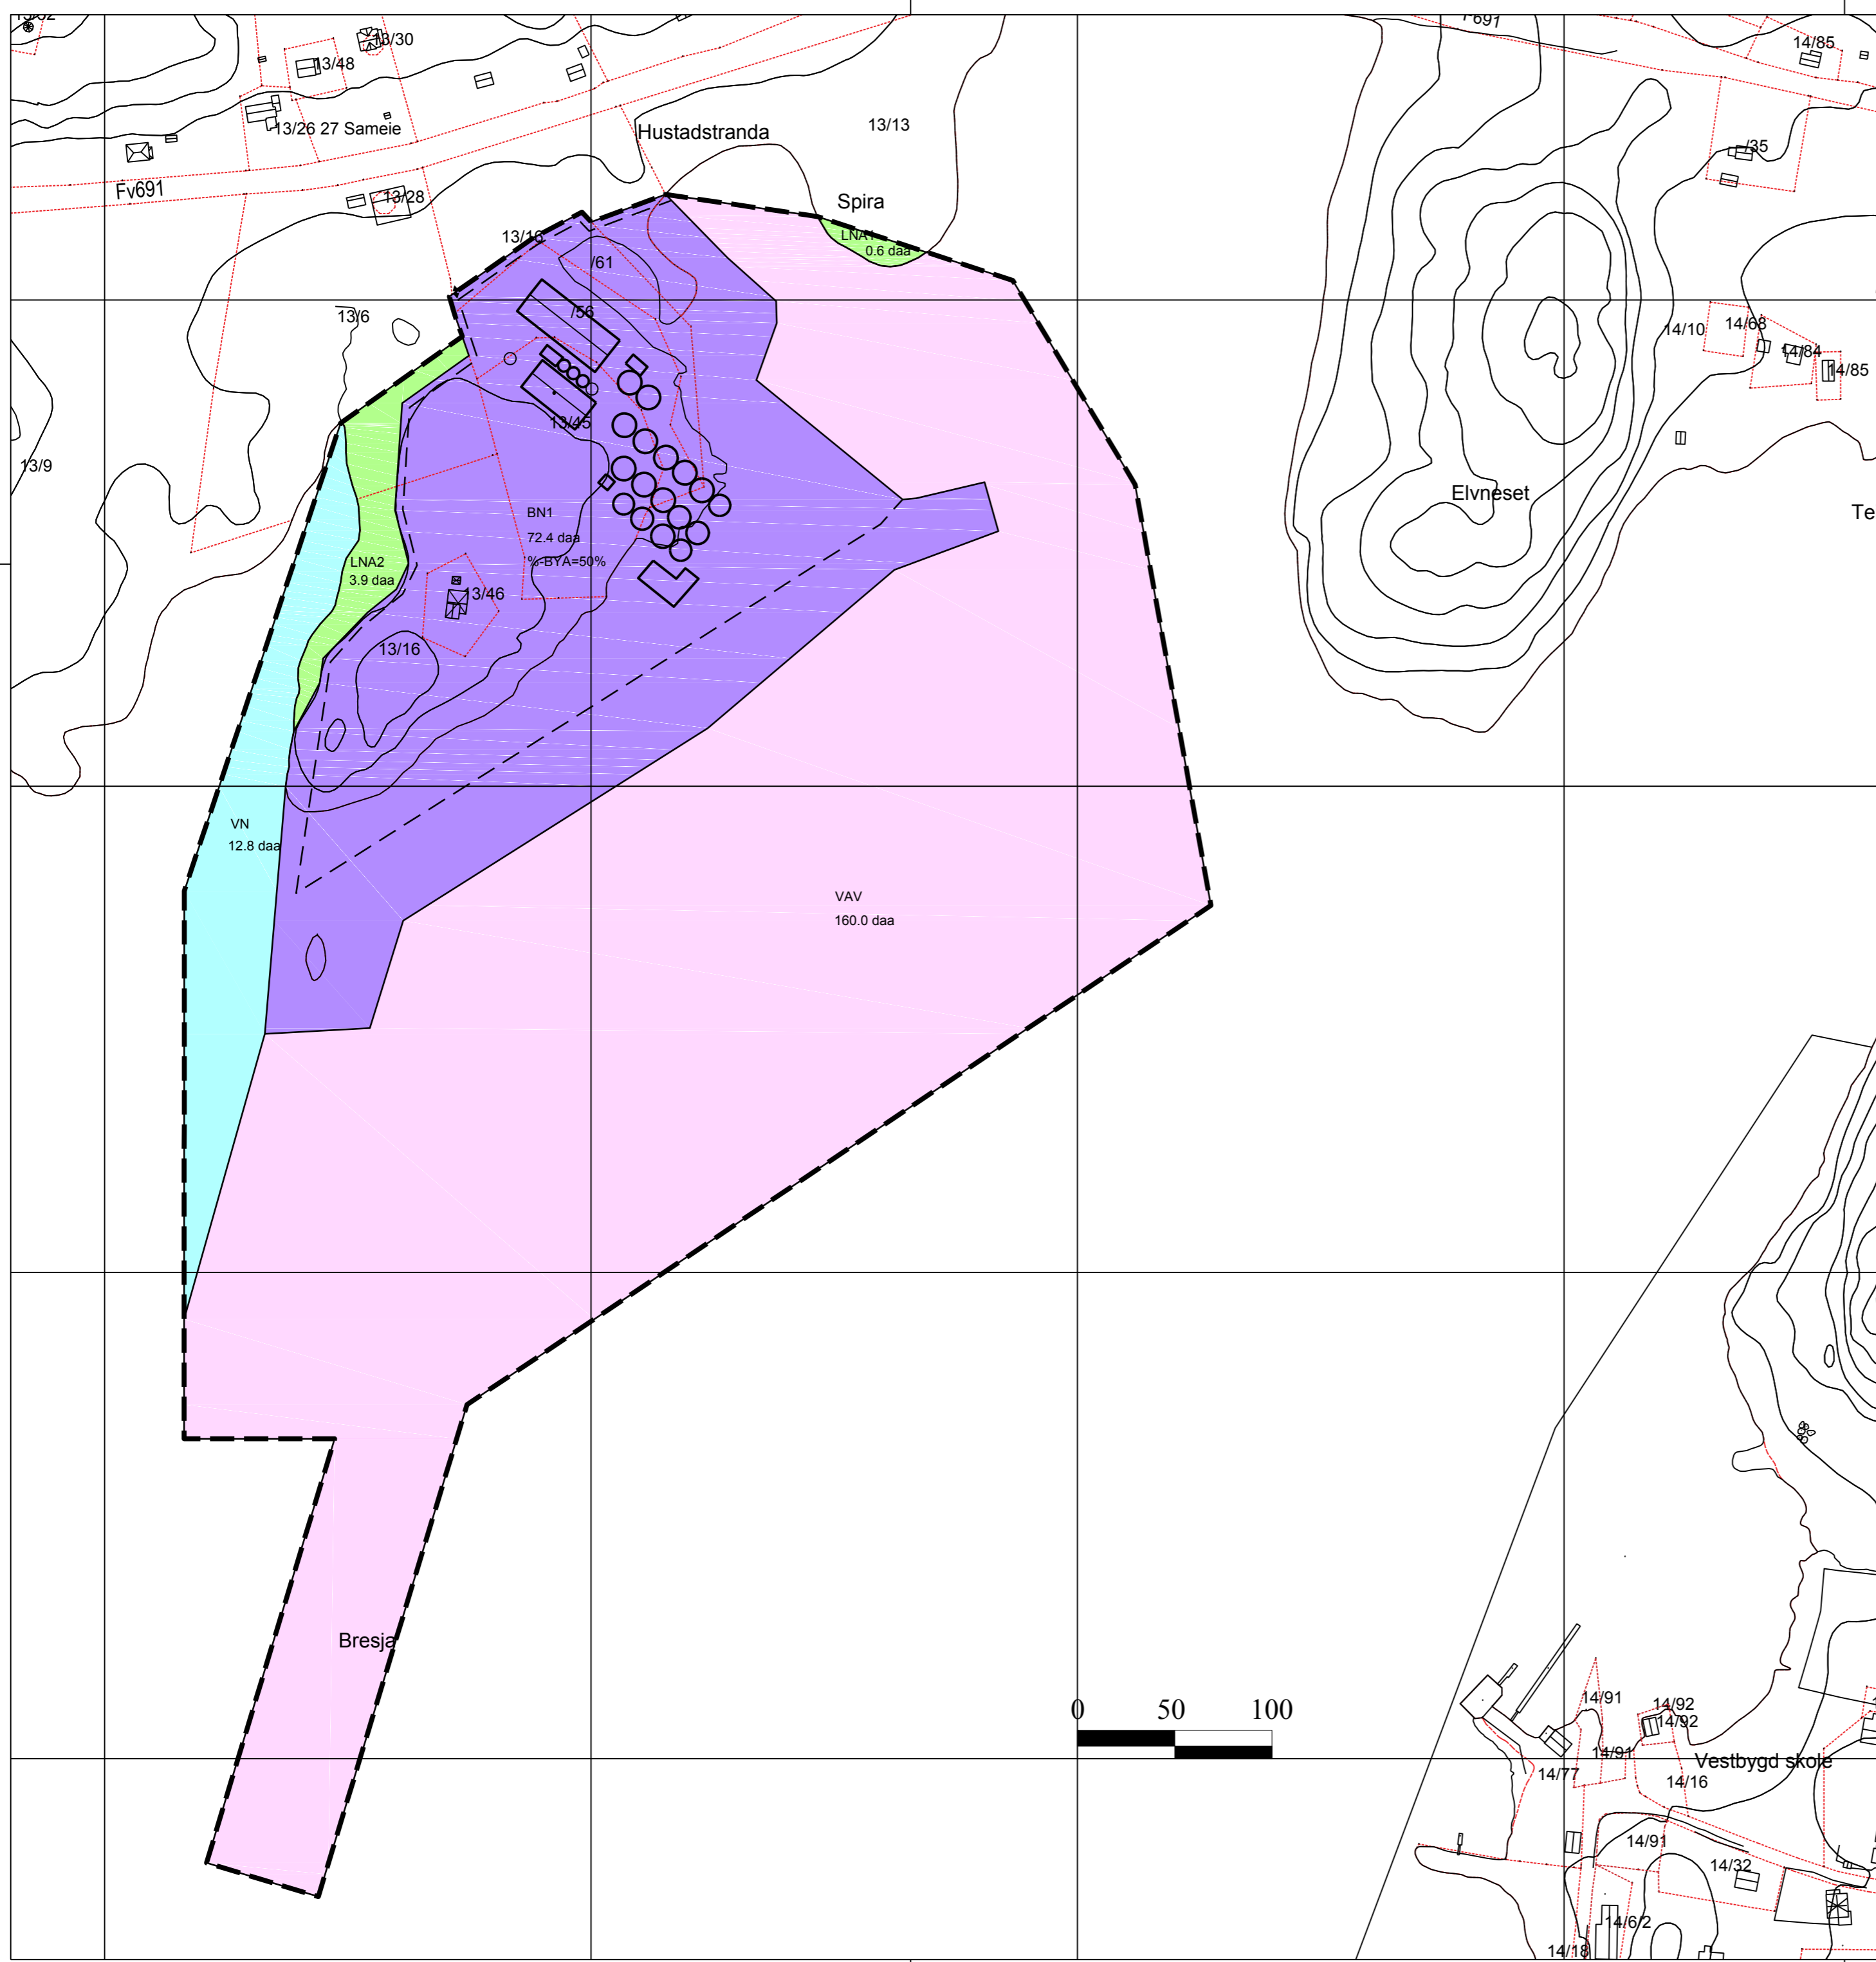 13/30
F691
14/85
13/48
13/26 27 Sameie
Hustadstranda
13/13
/35
Fv691
13/28
Spira
13/16
LNA1
0.6 daa
/61
13/6
/56
14/10
14/68
14/84
14/85
13/45
13/9
Elvneset
Te
BN1
72.4 daa
%-BYA=50%
LNA2
3.9 daa
13/46
13/16
VN
12.8 daa
VAV
160.0 daa
Bresja
0 50 100
14/91
14/92
14/92
14/91
14/77
Vestbygd skole
14/16
14/91
14/32
14/6/2
14/18